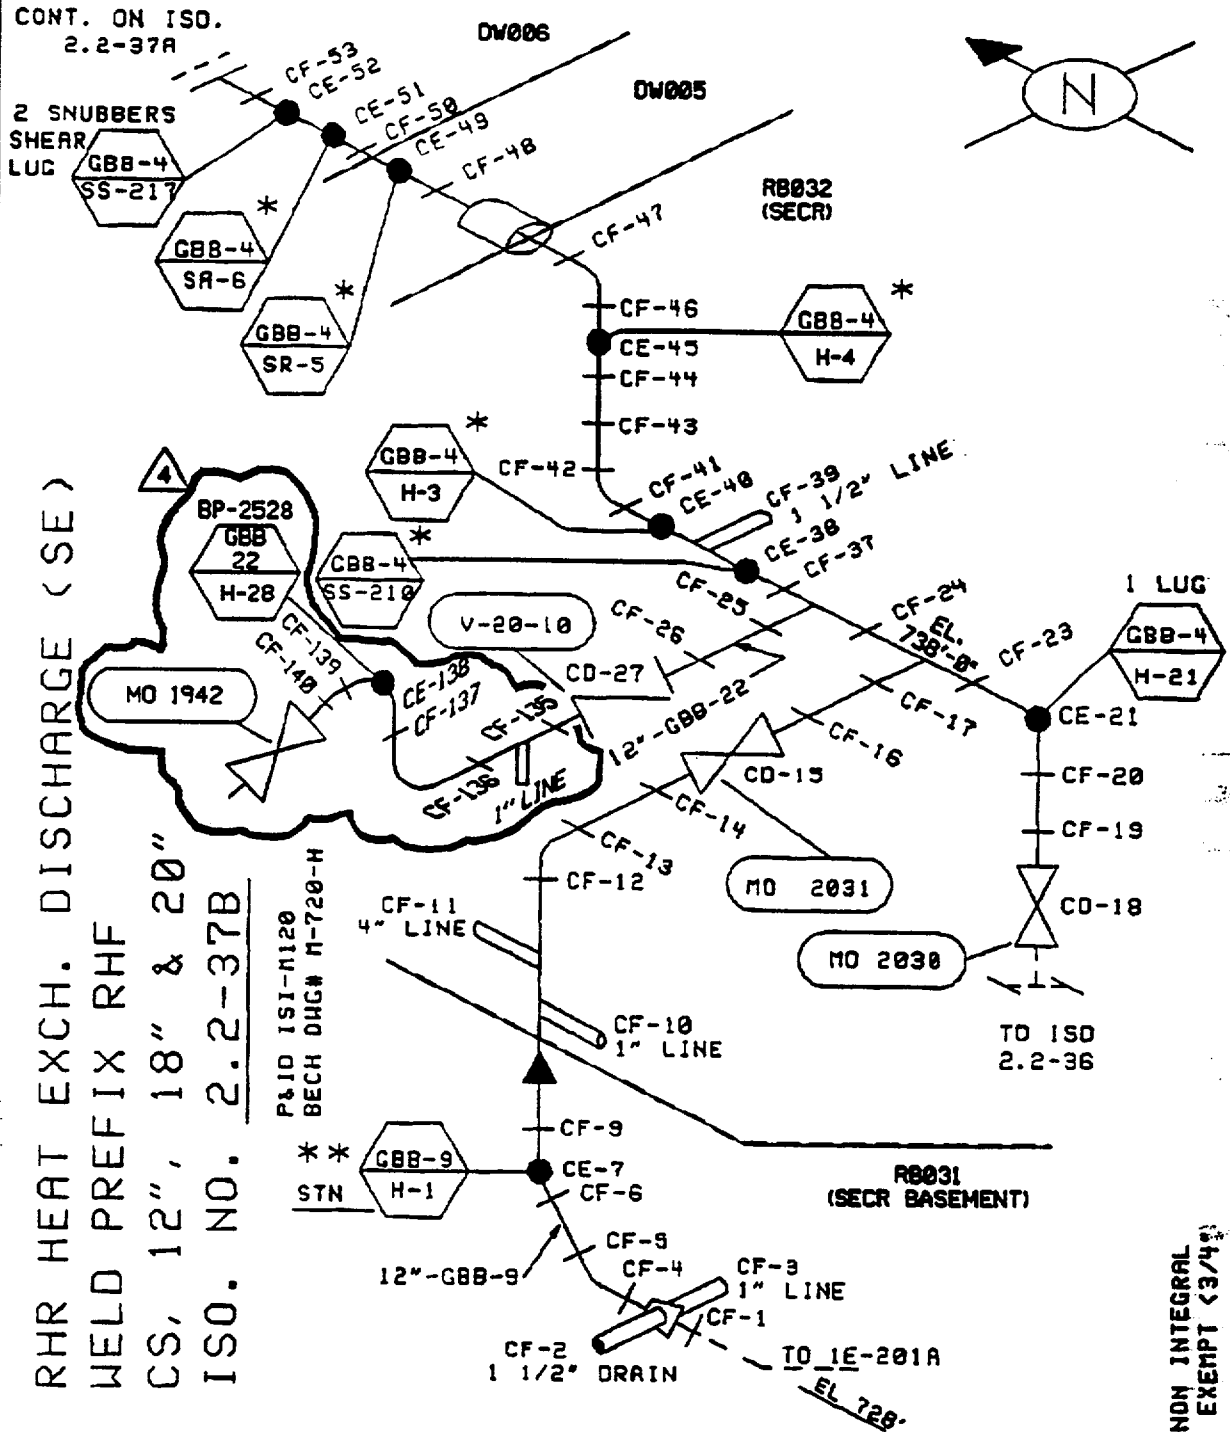 CONT. ON ISO.
2.2-37A
CF-53
CE-52
CE-51
CF-50
CE-49
CF-48
DW006
DW005
N
2 SNUBBERS
SHEAR
LUG
GBB-4
SS-217
*
GBB-4
SR-6
*
GBB-4
SR-5
RB032
(SECR)
CF-47
CF-46
CE-45
CF-44
CF-43
CF-42
*
GBB-4
H-4
*
GBB-4
H-3
CF-41
CE-40
CF-39
1 1/2" LINE
CE-38
CF-37
*
GBB-4
SS-210
4
BP-2528
GBB
22
H-28
CF-139
CF-140
MO 1942
CE-138
CF-137
CF-136
CF-135
1" LINE
V-20-10
CF-25
CF-26
CD-27
12"-GBB-22
CF-24
EL.
738'-0"
CF-23
1 LUG
GBB-4
H-21
CE-21
CF-20
CF-19
CD-18
MO 2030
TO ISO
2.2-36
CF-17
CF-16
CD-15
CF-14
CF-13
MO 2031
CF-12
CF-11
4" LINE
CF-10
1" LINE
CF-9
CE-7
CF-6
CF-5
CF-4
* *
STN
GBB-9
H-1
RB031
(SECR BASEMENT)
12"-GBB-9
CF-3
1" LINE
CF-1
CF-2
1 1/2" DRAIN
TO 1E-201A
EL 728'
RHR HEAT EXCH. DISCHARGE (SE)
WELD PREFIX RHF
CS, 12", 18" & 20"
ISO. NO. 2.2-37B
P&ID ISI-M120
BECH DWG# M-720-H
NON INTEGRAL
EXEMPT <3/4"